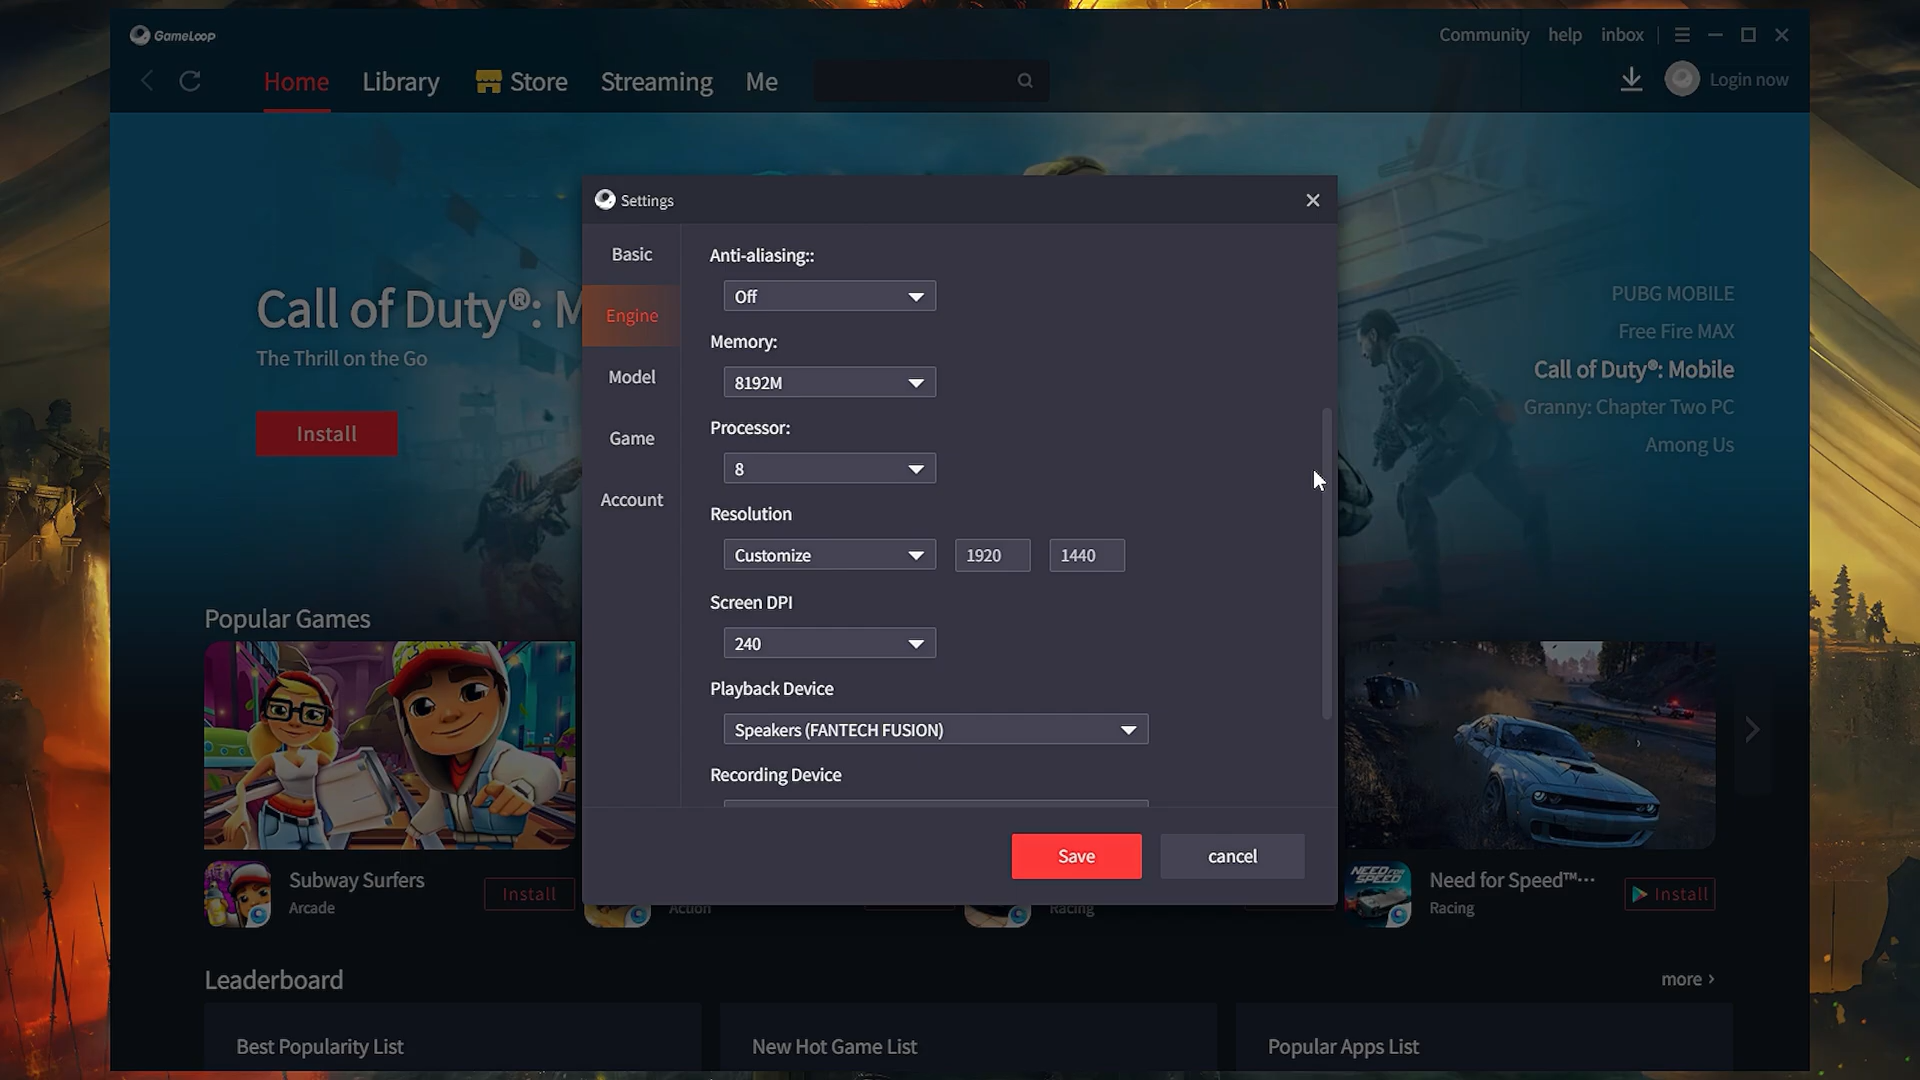 GameLoop
Community help inbox
Home Library Store Streaming Me
Login now
Settings
Basic
Engine
Model
Game
Account
Anti-aliasing::
Off
Memory:
8192M
Processor:
8
Resolution
Customize 1920 1440
Screen DPI
240
Playback Device
Speakers (FANTECH FUSION)
Recording Device
Save cancel
Call of Duty®: M
The Thrill on the Go
Install
PUBG MOBILE
Free Fire MAX
Call of Duty®: Mobile
Granny: Chapter Two PC
Among Us
Popular Games
Subway Surfers
Arcade
Install
Action
Racing
NEED FOR SPEED
Need for Speed™···
Racing
Install
Leaderboard
more >
Best Popularity List
New Hot Game List
Popular Apps List